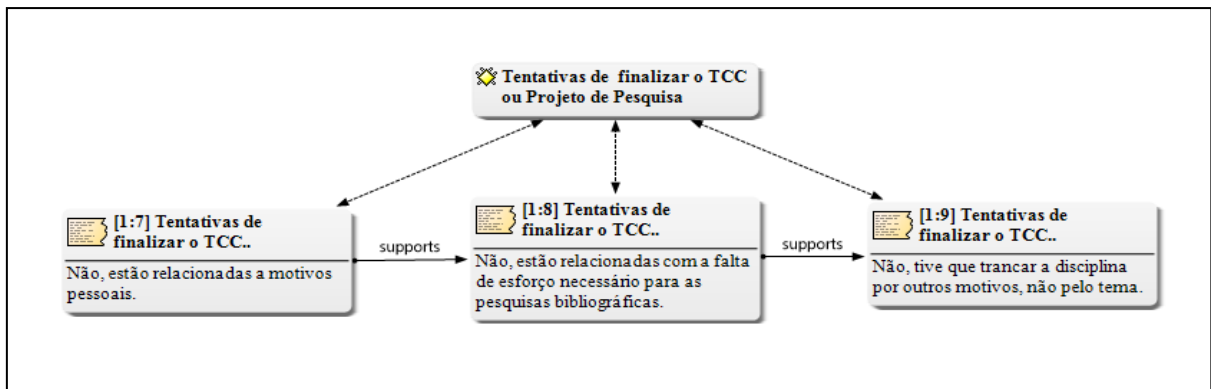 Tentativas de finalizar o TCC
ou Projeto de Pesquisa
[1:7] Tentativas de
finalizar o TCC..
Não, estão relacionadas a motivos
pessoais.
supports
[1:8] Tentativas de
finalizar o TCC..
Não, estão relacionadas com a falta
de esforço necessário para as
pesquisas bibliográficas.
supports
[1:9] Tentativas de
finalizar o TCC..
Não, tive que trancar a disciplina
por outros motivos, não pelo tema.